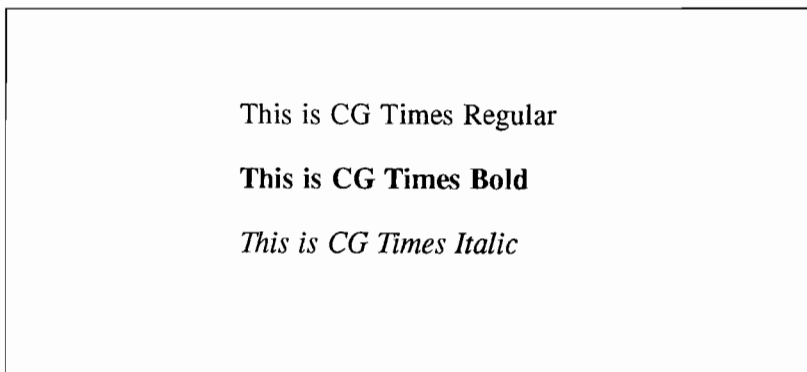 This is CG Times Regular
This is CG Times Bold
This is CG Times Italic